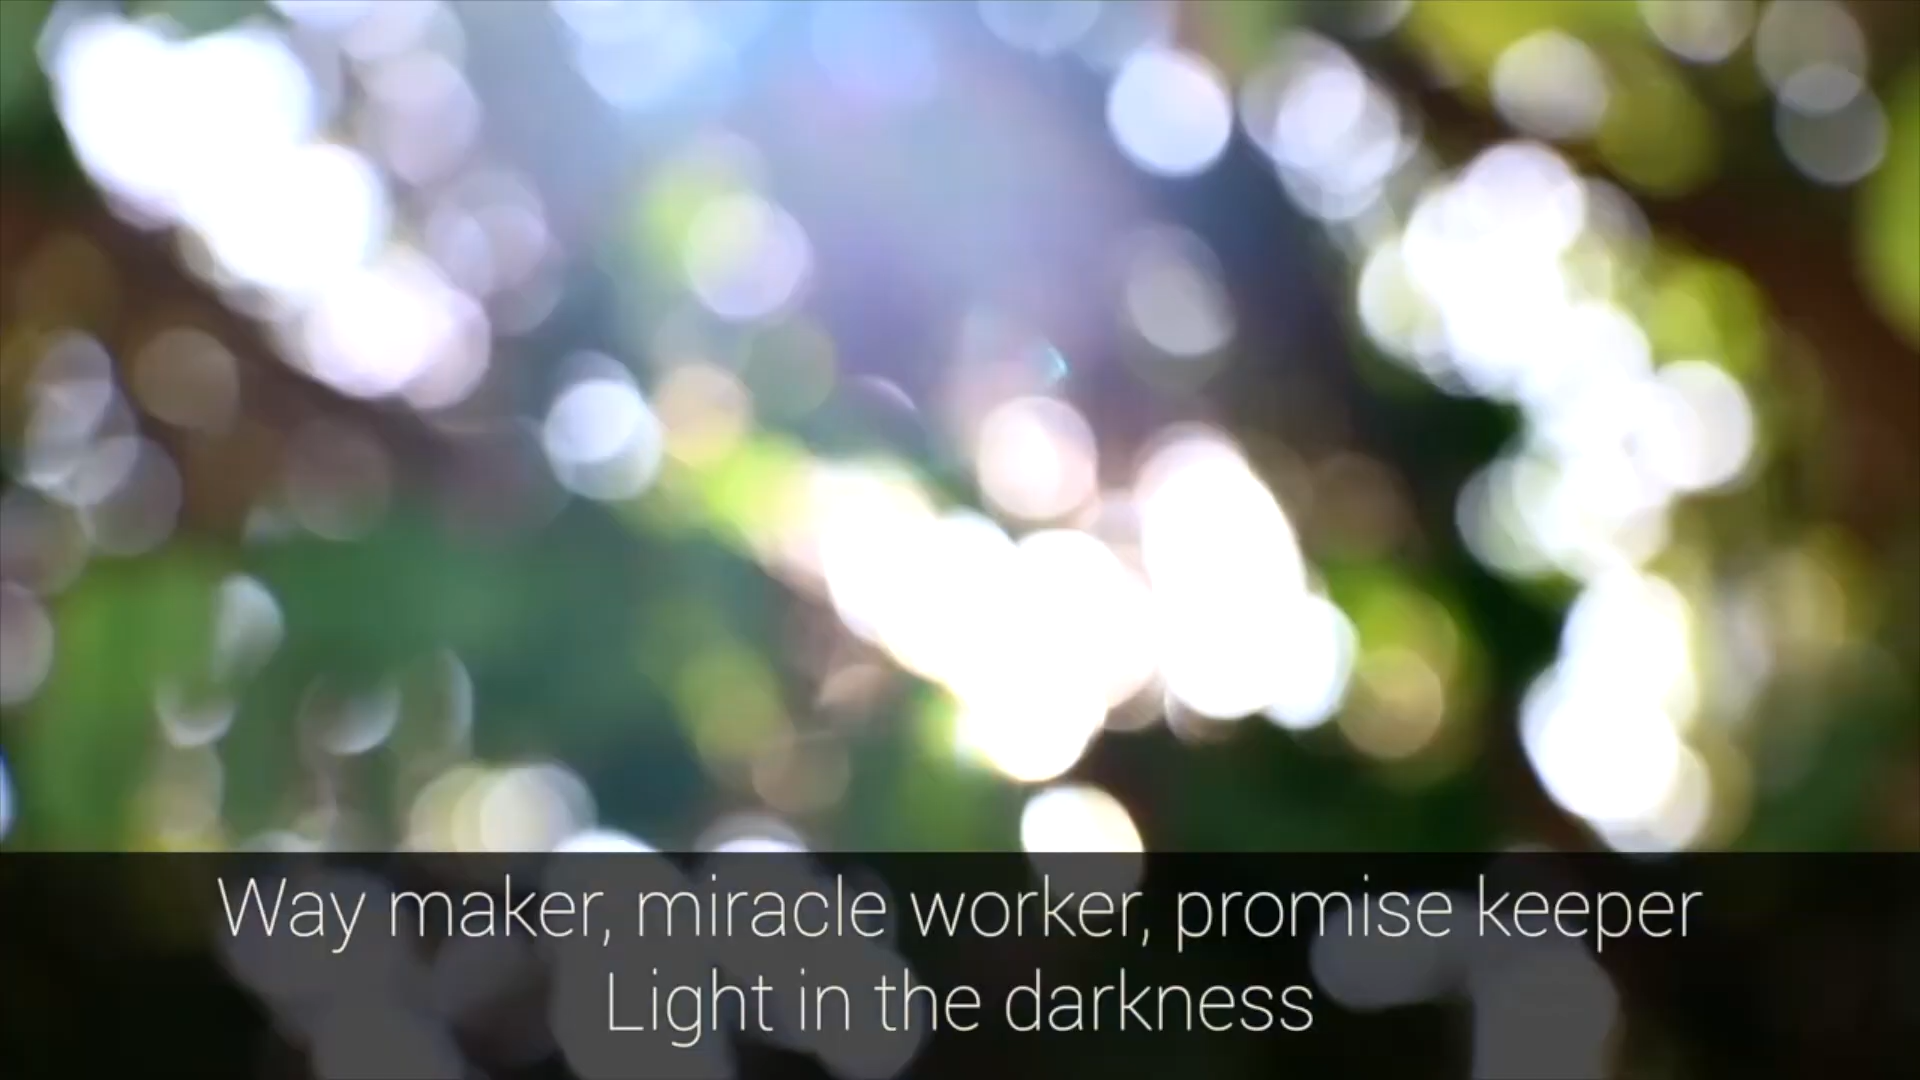 Way maker, miracle worker, promise keeper
Light in the darkness